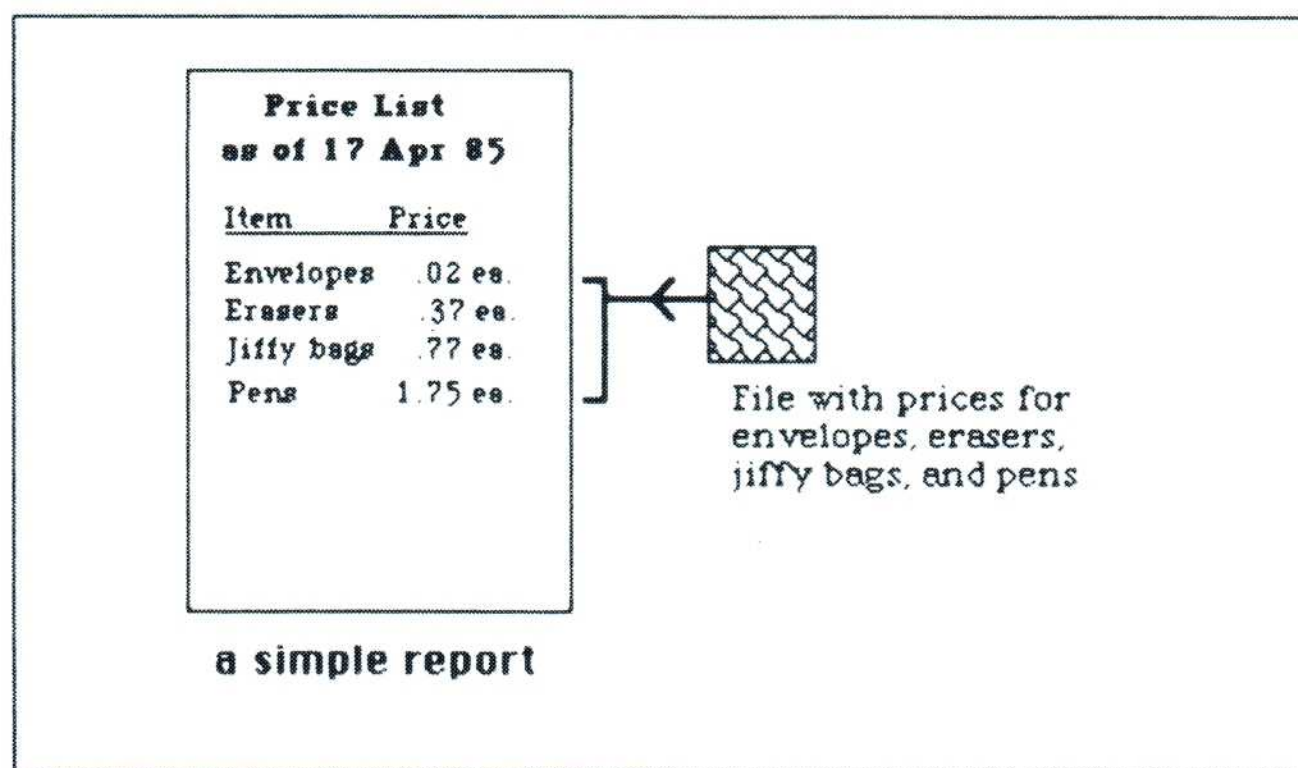 Price List
as of 17 Apr 85
Item Price
Envelopes .02 ea.
Erasers .37 ea.
Jiffy bags .77 ea.
Pens 1.75 ea.
File with prices for
envelopes, erasers,
jiffy bags, and pens
a simple report